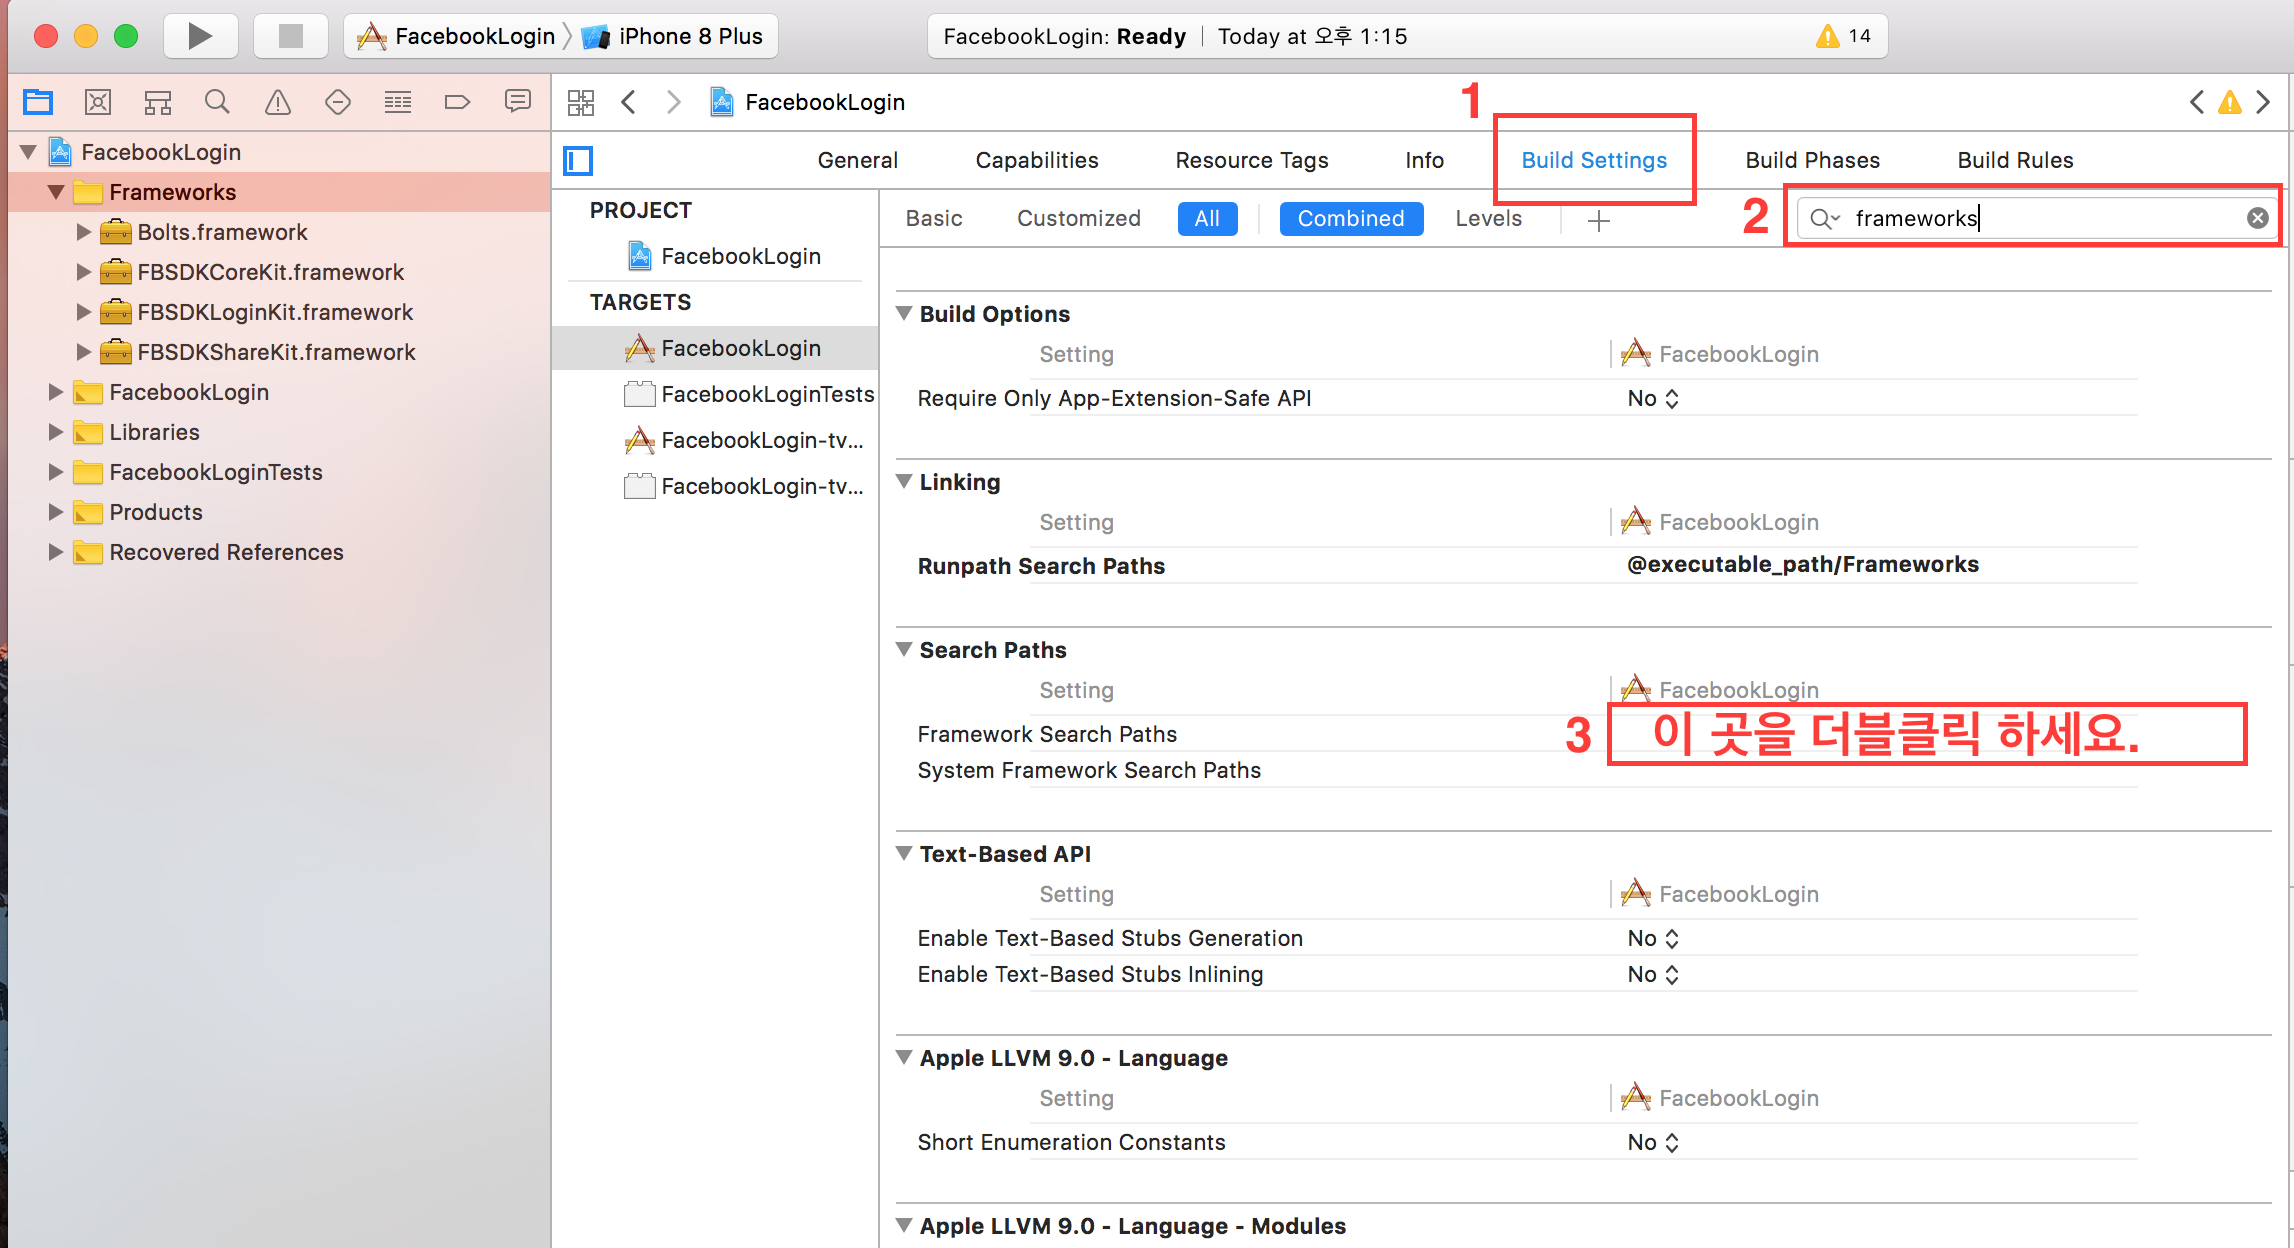 FacebookLogin iPhone 8 Plus
FacebookLogin: Ready Today at 오후 1:15 14
FacebookLogin
1
FacebookLogin
Frameworks
Bolts.framework
FBSDKCoreKit.framework
FBSDKLoginKit.framework
FBSDKShareKit.framework
FacebookLogin
Libraries
FacebookLoginTests
Products
Recovered References
General Capabilities Resource Tags Info Build Settings Build Phases Build Rules
PROJECT
FacebookLogin
TARGETS
FacebookLogin
FacebookLoginTests
FacebookLogin-tv...
FacebookLogin-tv...
Basic Customized All Combined Levels
2
frameworks
Build Options
Setting FacebookLogin
Require Only App-Extension-Safe API No
Linking
Setting FacebookLogin
Runpath Search Paths @executable_path/Frameworks
Search Paths
Setting FacebookLogin
Framework Search Paths
3 이 곳을 더블클릭 하세요.
System Framework Search Paths
Text-Based API
Setting FacebookLogin
Enable Text-Based Stubs Generation No
Enable Text-Based Stubs Inlining No
Apple LLVM 9.0 - Language
Setting FacebookLogin
Short Enumeration Constants No
Apple LLVM 9.0 - Language - Modules